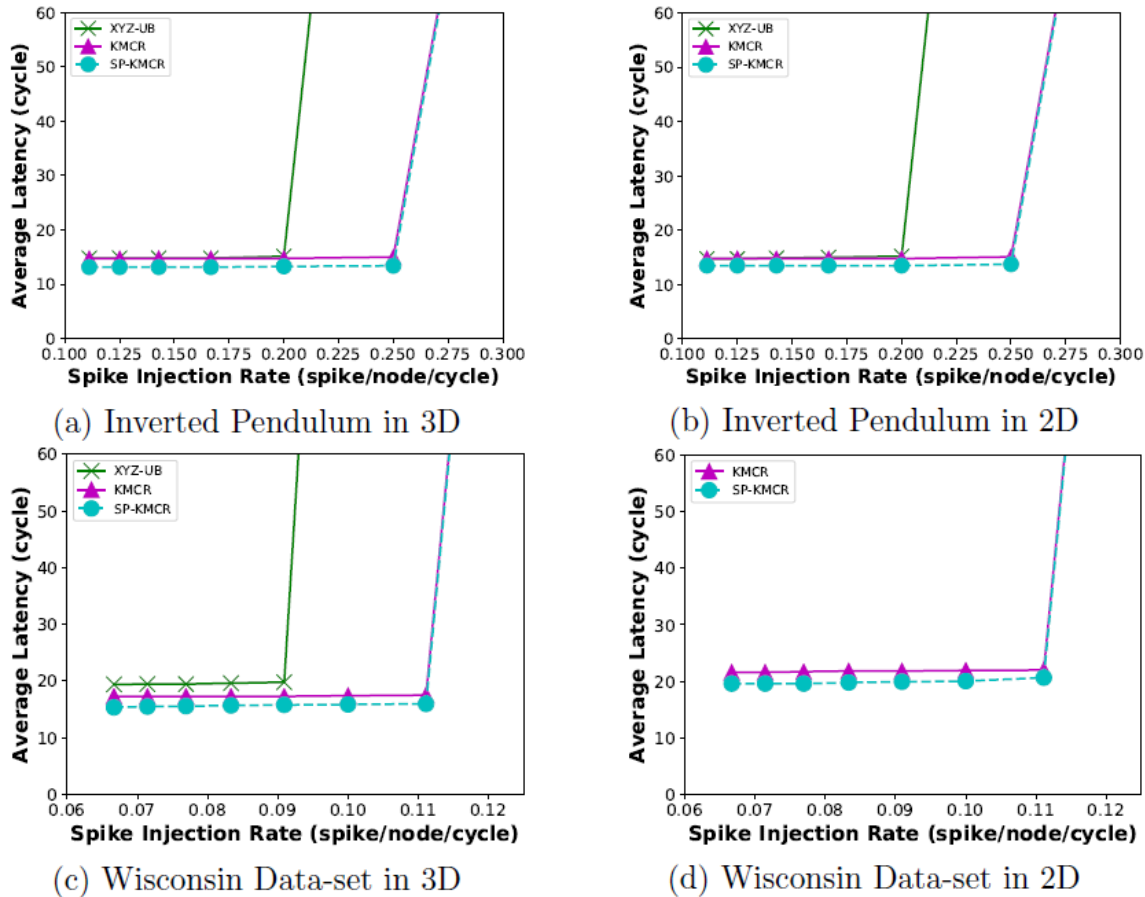 XYZ-UB
KMCR
SP-KMCR
Average Latency (cycle)
60
50
40
30
20
10
0
0.100 0.125 0.150 0.175 0.200 0.225 0.250 0.275 0.300
Spike Injection Rate (spike/node/cycle)
(a) Inverted Pendulum in 3D
XYZ-UB
KMCR
SP-KMCR
Average Latency (cycle)
60
50
40
30
20
10
0
0.100 0.125 0.150 0.175 0.200 0.225 0.250 0.275 0.300
Spike Injection Rate (spike/node/cycle)
(b) Inverted Pendulum in 2D
XYZ-UB
KMCR
SP-KMCR
Average Latency (cycle)
60
50
40
30
20
10
0
0.06 0.07 0.08 0.09 0.10 0.11 0.12
Spike Injection Rate (spike/node/cycle)
(c) Wisconsin Data-set in 3D
KMCR
SP-KMCR
Average Latency (cycle)
60
50
40
30
20
10
0
0.06 0.07 0.08 0.09 0.10 0.11 0.12
Spike Injection Rate (spike/node/cycle)
(d) Wisconsin Data-set in 2D